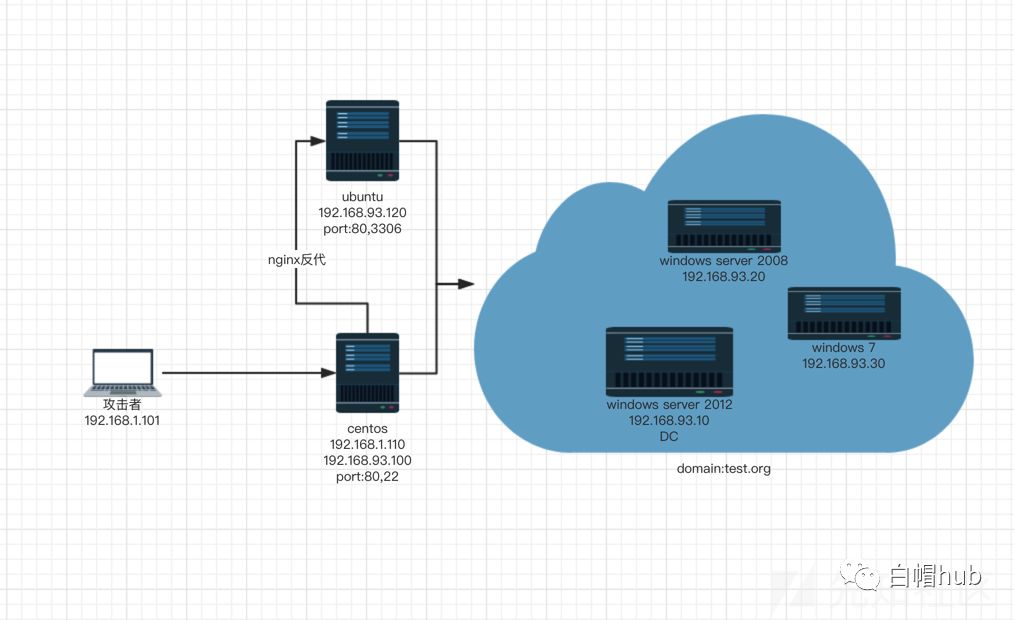 ubuntu
192.168.93.120
port:80,3306
nginx反代
攻击者
192.168.1.101
centos
192.168.1.110
192.168.93.100
port:80,22
windows server 2008
192.168.93.20
windows 7
192.168.93.30
windows server 2012
192.168.93.10
DC
domain:test.org
白帽hub